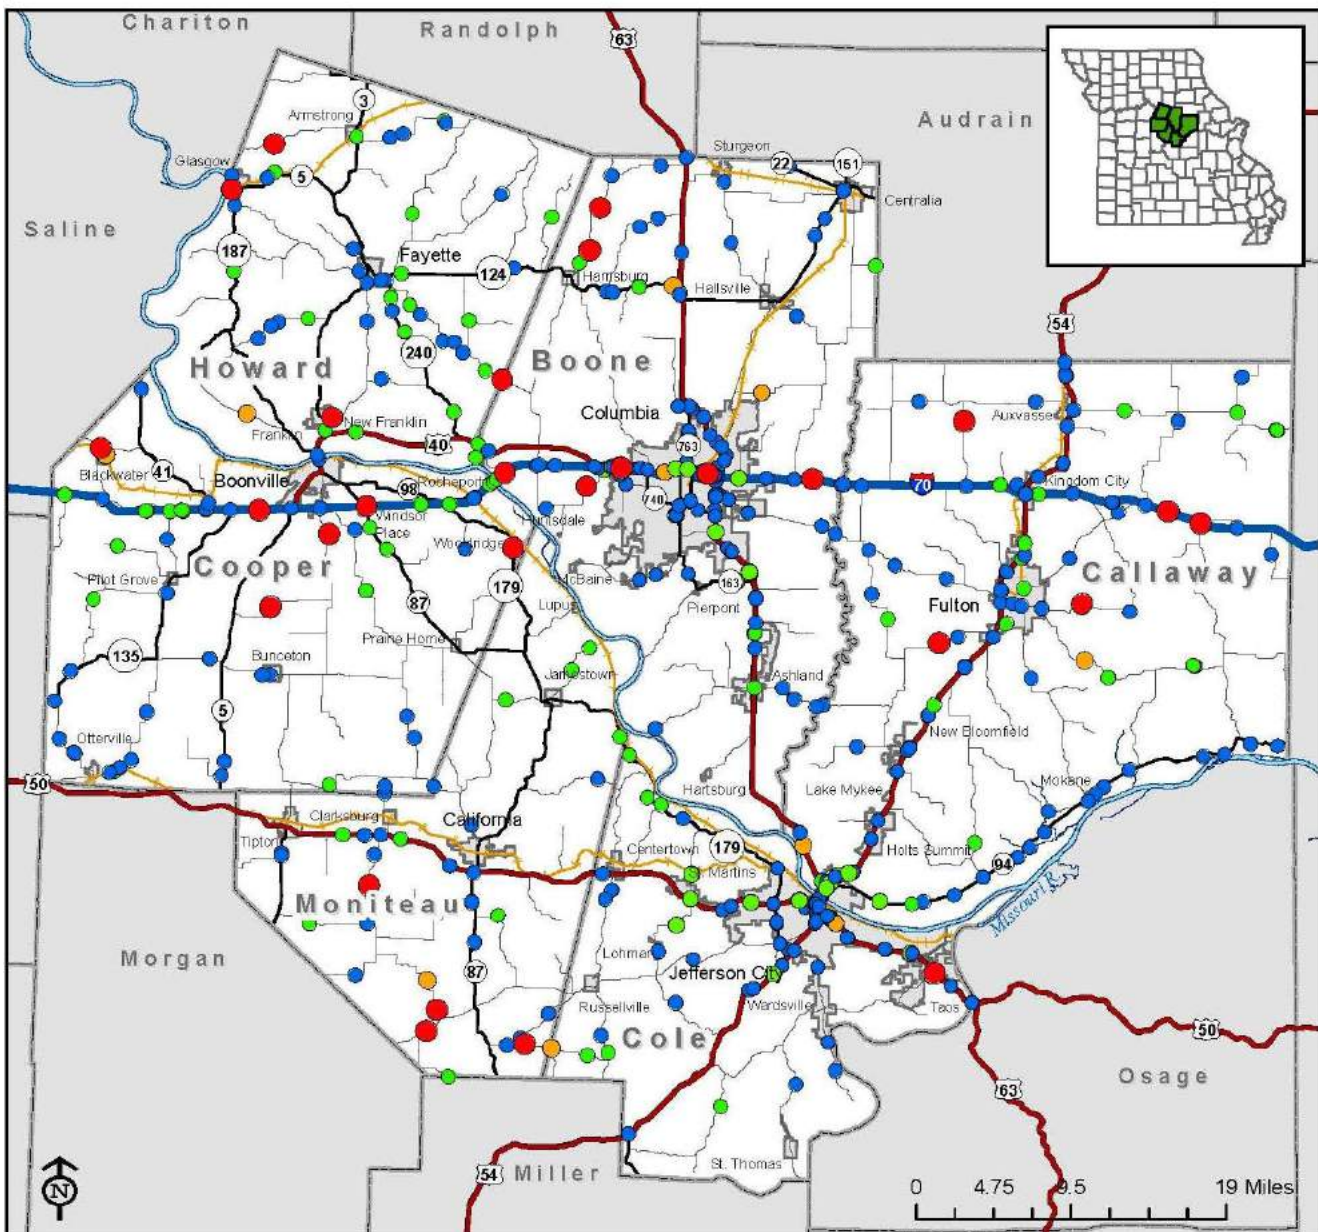 Chariton
Randolph
63
Audrain
3
Armstrong
Sturgeon
22
151
Glasgow
5
Centralia
Saline
187
Fayette
124
Harrisburg
Hallsville
54
240
Boone
Howard
Columbia
Auxvasse
New Franklin
Franklin
40
763
Blackwater
41
Boonville
98
Rocheport
70
Kingdom City
740
Windsor
Place
Huntsdale
Wooldridge
Cooper
Pilot Grove
McBaine
163
Callaway
87
179
Lupus
Pierpont
Fulton
Prairie Home
135
Bunceton
Jamestown
Ashland
5
New Bloomfield
Otterville
50
Hartsburg
Lake Mykee
Mokane
Clarksburg
California
Tipton
Centertown
179
Holts Summit
St. Martins
94
Moniteau
Missouri R.
Morgan
87
Lohman
Jefferson City
Russellville
Wardsville
Taos
Cole
50
Osage
63
N
54
Miller
St. Thomas
0 4.75 9.5 19 Miles